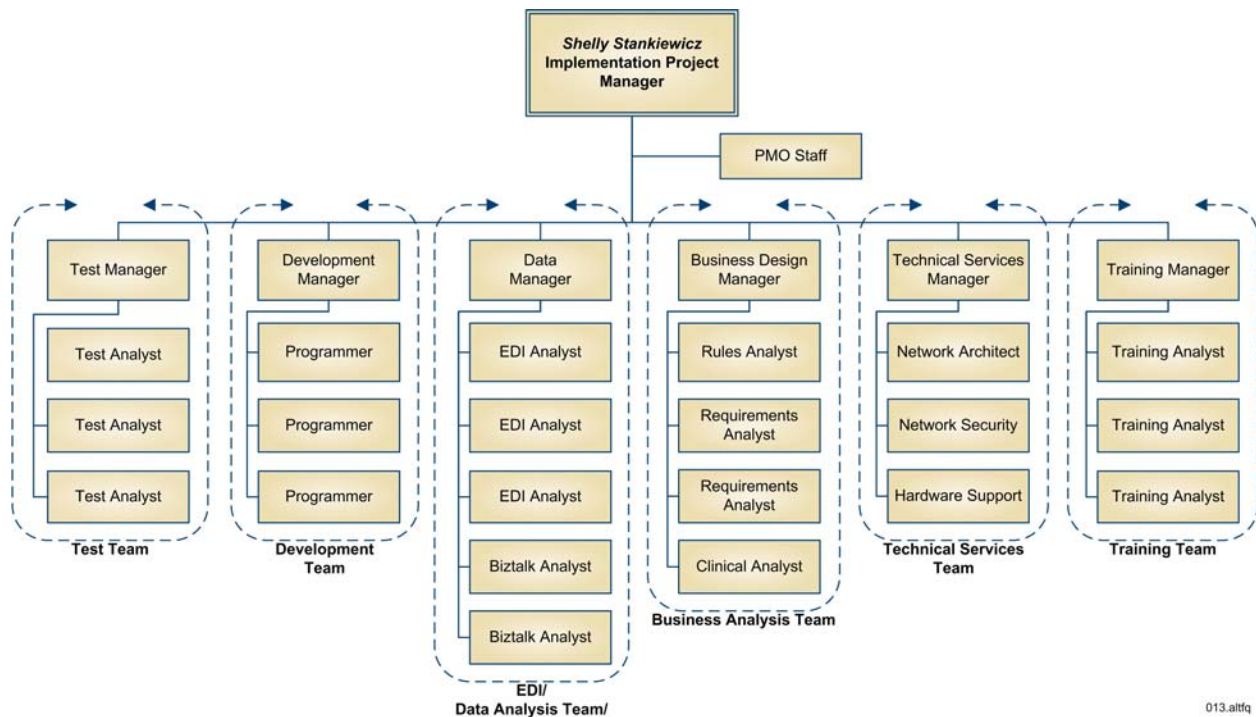 Shelly Stankiewicz
Implementation Project
Manager
PMO Staff
Test Manager
Test Analyst
Test Analyst
Test Analyst
Test Team
Development
Manager
Programmer
Programmer
Programmer
Development
Team
Data
Manager
EDI Analyst
EDI Analyst
EDI Analyst
Biztalk Analyst
Biztalk Analyst
EDI/
Data Analysis Team/
Business Design
Manager
Rules Analyst
Requirements
Analyst
Requirements
Analyst
Clinical Analyst
Business Analysis Team
Technical Services
Manager
Network Architect
Network Security
Hardware Support
Technical Services
Team
Training Manager
Training Analyst
Training Analyst
Training Analyst
Training Team
013.altfq